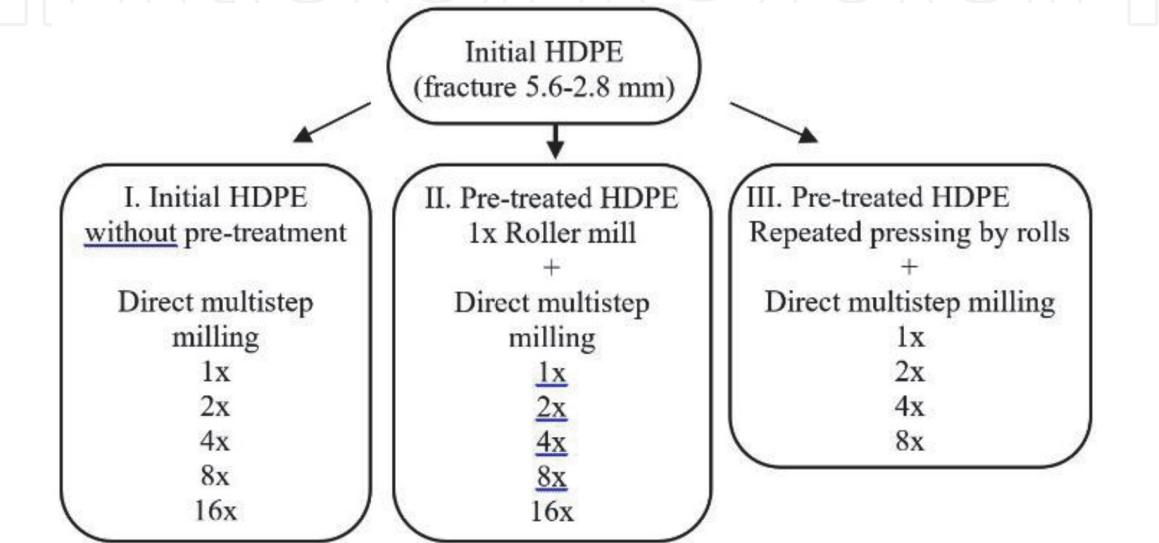 Initial HDPE
(fracture 5.6-2.8 mm)
I. Initial HDPE
without pre-treatment
Direct multistep
milling
1x
2x
4x
8x
16x
II. Pre-treated HDPE
1x Roller mill
+
Direct multistep
milling
1x
2x
4x
8x
16x
III. Pre-treated HDPE
Repeated pressing by rolls
+
Direct multistep milling
1x
2x
4x
8x